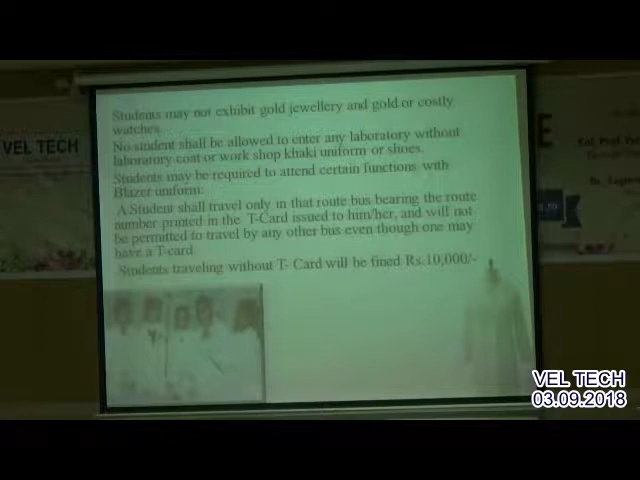 Students may not exhibit gold jewellery and gold or costly
watches.
No student shall be allowed to enter any laboratory without
laboratory coat or work shop khaki uniform or shoes.
Students may be required to attend certain functions with
Blazer uniform.
A Student shall travel only in that route bus bearing the route
number printed in the T-Card issued to him/her, and will not
be permitted to travel by any other bus even though one may
have a T-card
Students traveling without T- Card will be fined Rs.10,000/-
VEL TECH
VEL TECH
03.09.2018